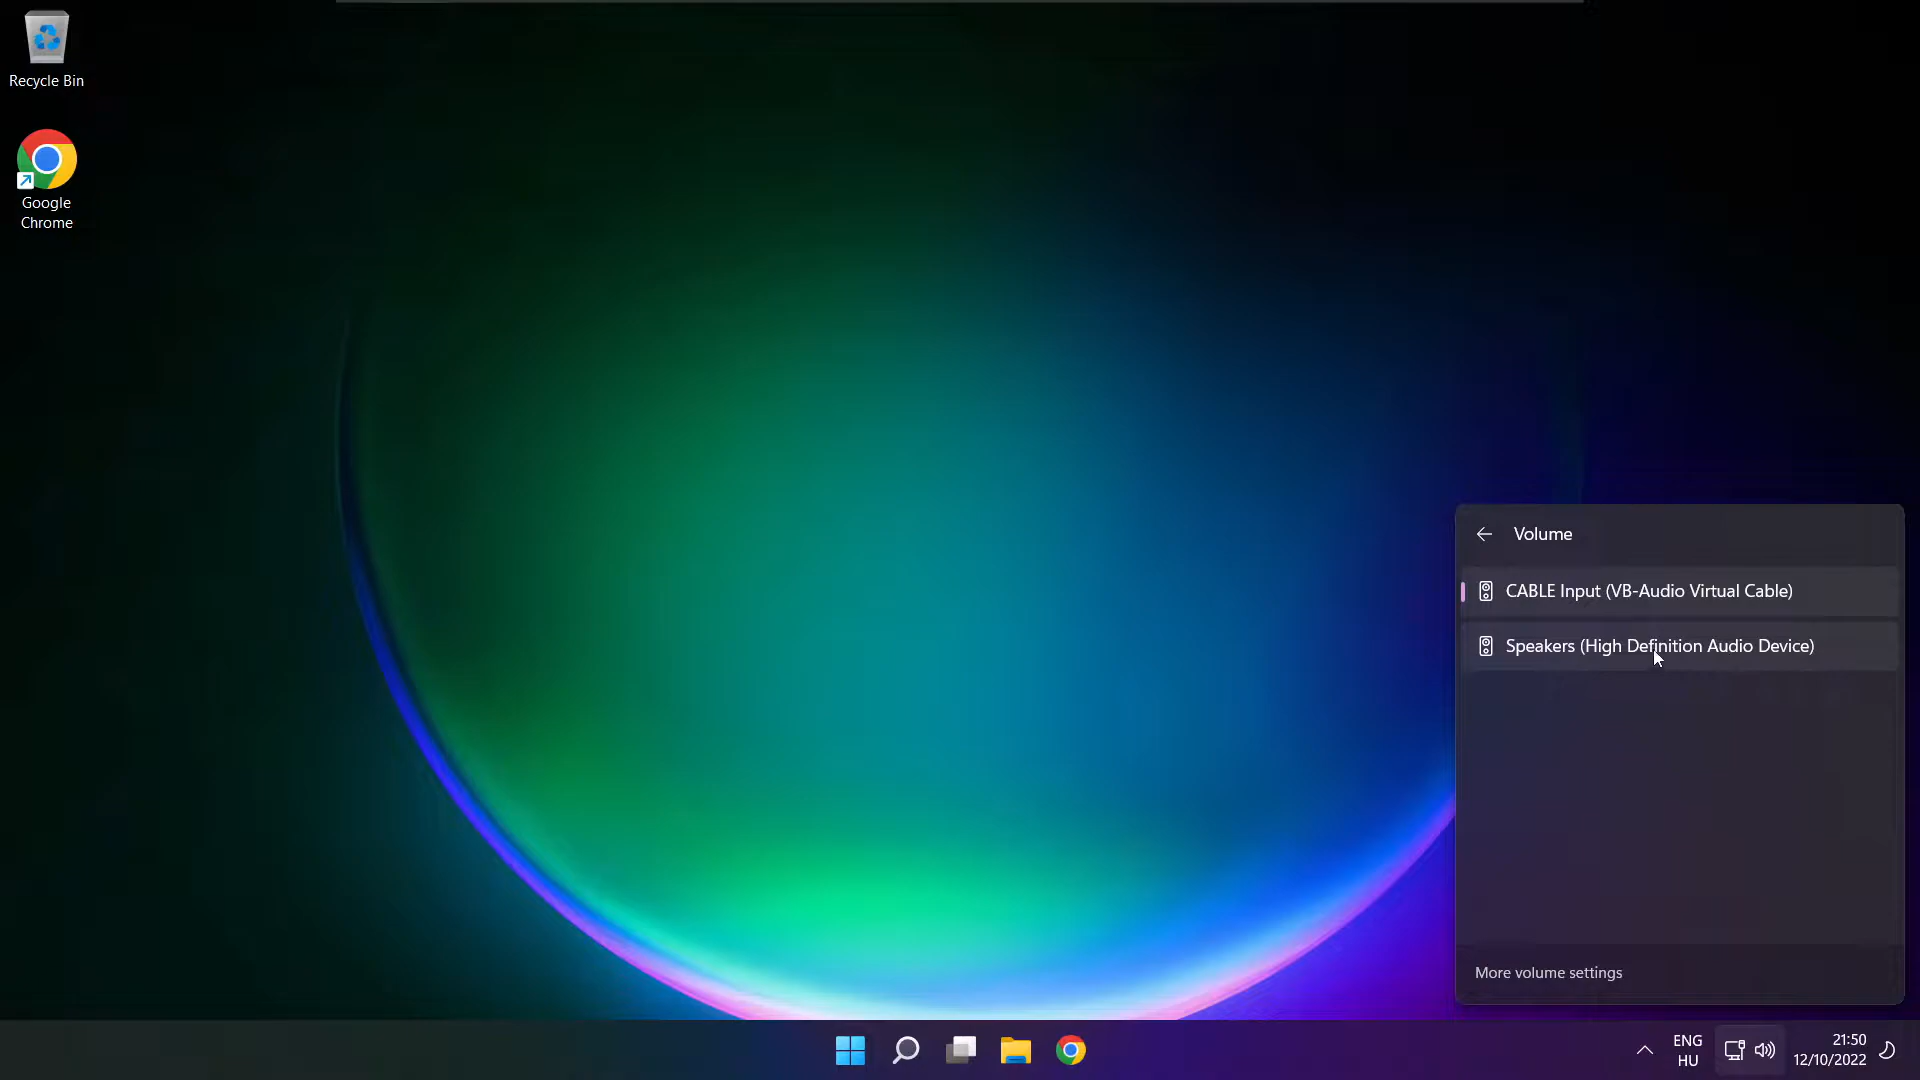 Recycle Bin
Google
Chrome
Volume
CABLE Input (VB-Audio Virtual Cable)
Speakers (High Definition Audio Device)
More volume settings
ENG
HU
21:50
12/10/2022